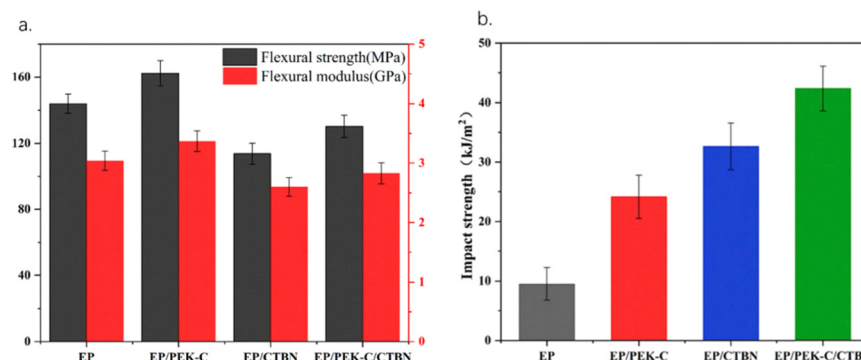 a.
Flexural strength(MPa)
Flexural modulus(GPa)
160
120
80
40
0
5
4
3
2
1
0
EP
EP/PEK-C
EP/CTBN
EP/PEK-C/CTBN
b.
Impact strength（kJ/m²）
50
40
30
20
10
0
EP
EP/PEK-C
EP/CTBN
EP/PEK-C/CTB